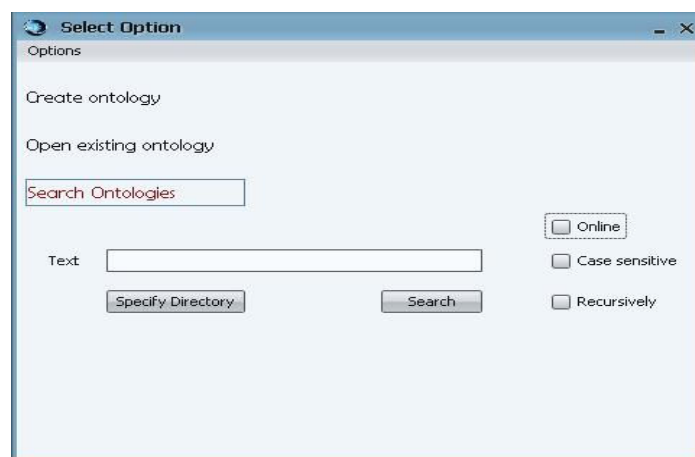 Select Option
Options
Create ontology
Open existing ontology
Search Ontologies
Online
Text
Case sensitive
Specify Directory
Search
Recursively